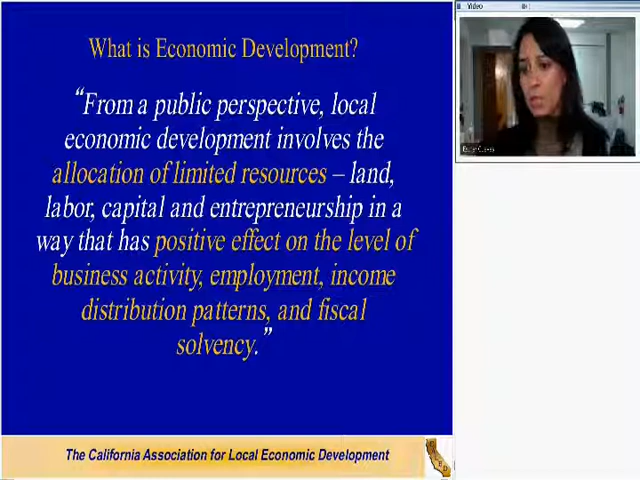 What is Economic Development?
“From a public perspective, local
economic development involves the
allocation of limited resources – land,
labor, capital and entrepreneurship in a
way that has positive effect on the level of
business activity, employment, income
distribution patterns, and fiscal
solvency.”
The California Association for Local Economic Development
Video